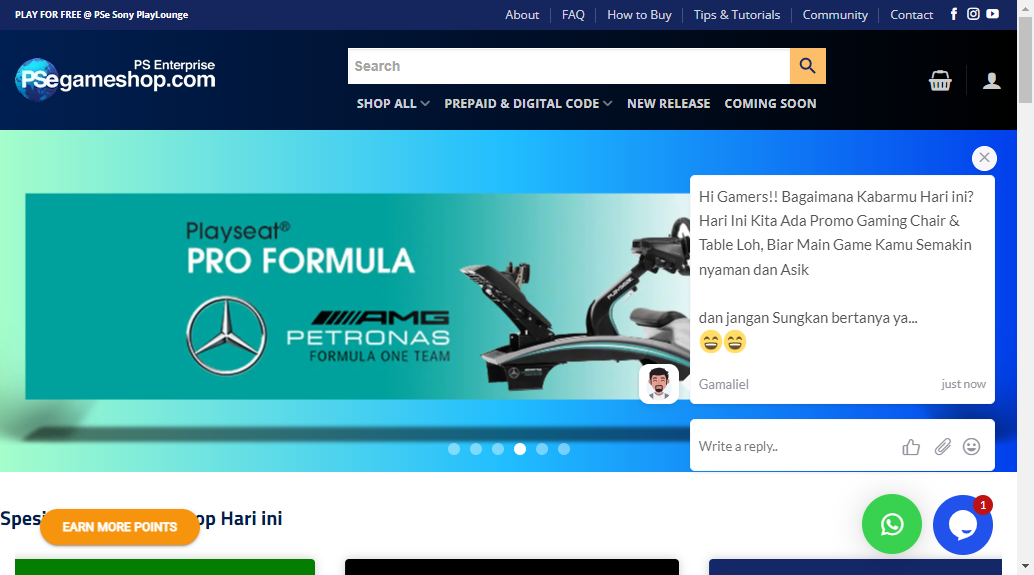 PLAY FOR FREE @ PSe Sony PlayLounge
About
FAQ
How to Buy
Tips & Tutorials
Community
Contact
PS Enterprise
PSegameshop.com
Search
SHOP ALL
PREPAID & DIGITAL CODE
NEW RELEASE
COMING SOON
Playseat®
PRO FORMULA
AMG
PETRONAS
FORMULA ONE TEAM
Hi Gamers!! Bagaimana Kabarmu Hari ini?
Hari Ini Kita Ada Promo Gaming Chair &
Table Loh, Biar Main Game Kamu Semakin
nyaman dan Asik
dan jangan Sungkan bertanya ya...
😄😄
Gamaliel
just now
Write a reply..
1
op Hari ini
EARN MORE POINTS